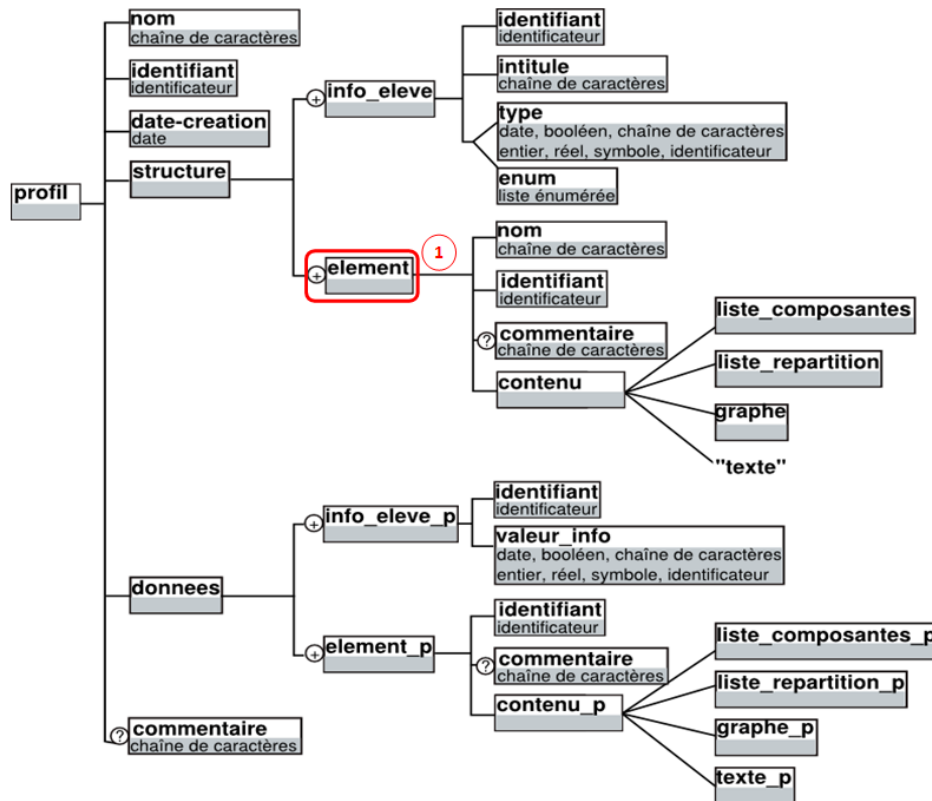 profil
nom
chaîne de caractères
identifiant
identificateur
date-creation
date
structure
+
info_eleve
identifiant
identificateur
intitule
chaîne de caractères
type
date, booléen, chaîne de caractères
entier, réel, symbole, identificateur
enum
liste énumérée
+
element
1
nom
chaîne de caractères
identifiant
identificateur
?
commentaire
chaîne de caractères
contenu
liste_composantes
liste_repartition
graphe
"texte"
donnees
+
info_eleve_p
identifiant
identificateur
valeur_info
date, booléen, chaîne de caractères
entier, réel, symbole, identificateur
+
element_p
identifiant
identificateur
?
commentaire
chaîne de caractères
contenu_p
liste_composantes_p
liste_repartition_p
graphe_p
texte_p
?
commentaire
chaîne de caractères